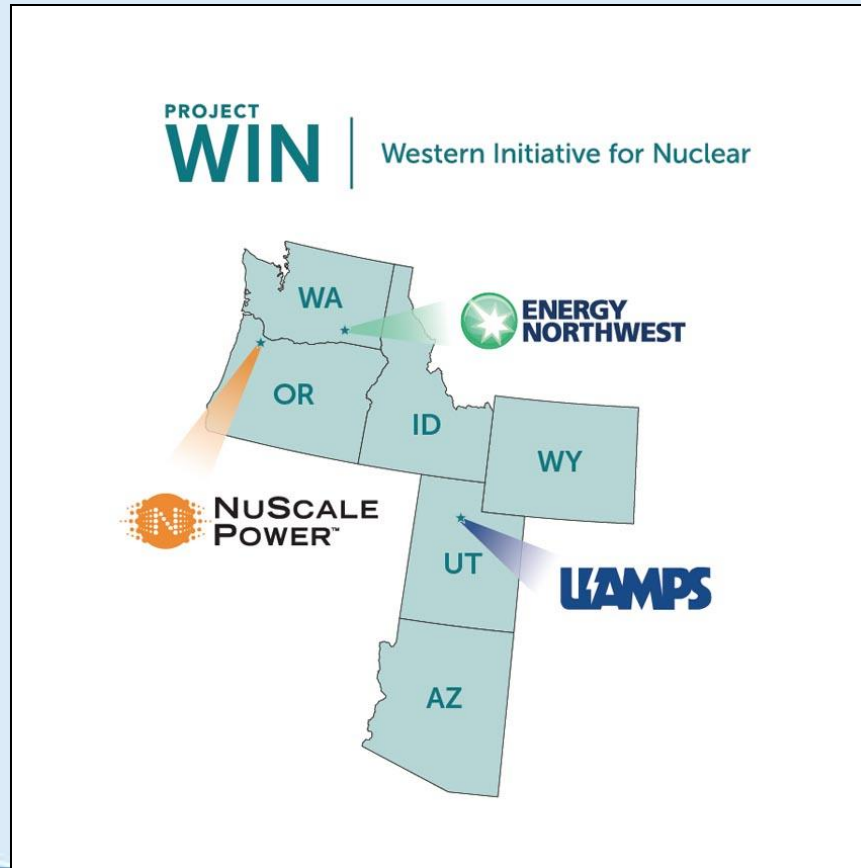 PROJECT
WIN
Western Initiative for Nuclear
WA
ENERGY
NORTHWEST
OR
ID
WY
NUSCALE
POWER™
UT
UAMPS
AZ